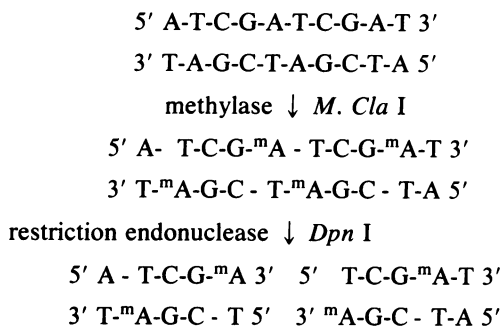 5′ A-T-C-G-A-T-C-G-A-T 3′
3′ T-A-G-C-T-A-G-C-T-A 5′
methylase ↓ M. Cla I
5′ A- T-C-G-ᵐA - T-C-G-ᵐA-T 3′
3′ T-ᵐA-G-C - T-ᵐA-G-C - T-A 5′
restriction endonuclease ↓ Dpn I
5′ A - T-C-G-ᵐA 3′ 5′ T-C-G-ᵐA-T 3′
3′ T-ᵐA-G-C - T 5′ 3′ ᵐA-G-C - T-A 5′